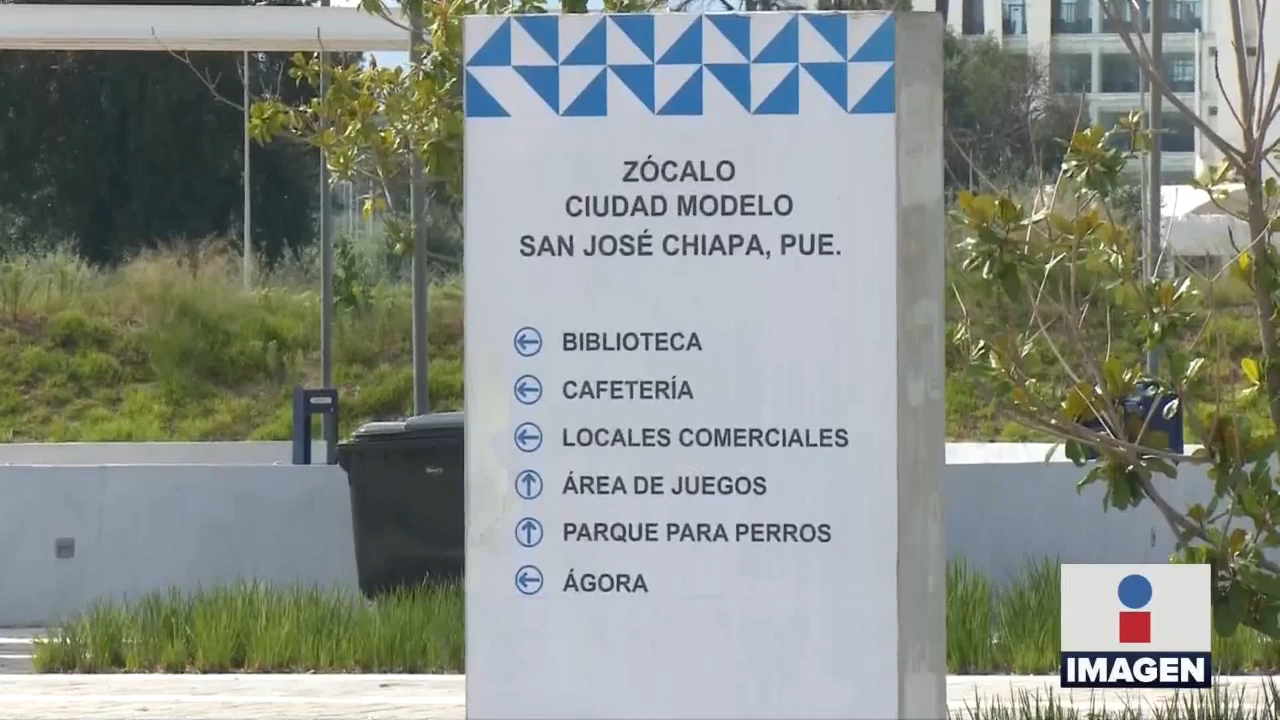 ZÓCALO
CIUDAD MODELO
SAN JOSÉ CHIAPA, PUE.
BIBLIOTECA
CAFETERÍA
LOCALES COMERCIALES
ÁREA DE JUEGOS
PARQUE PARA PERROS
ÁGORA
IMAGEN